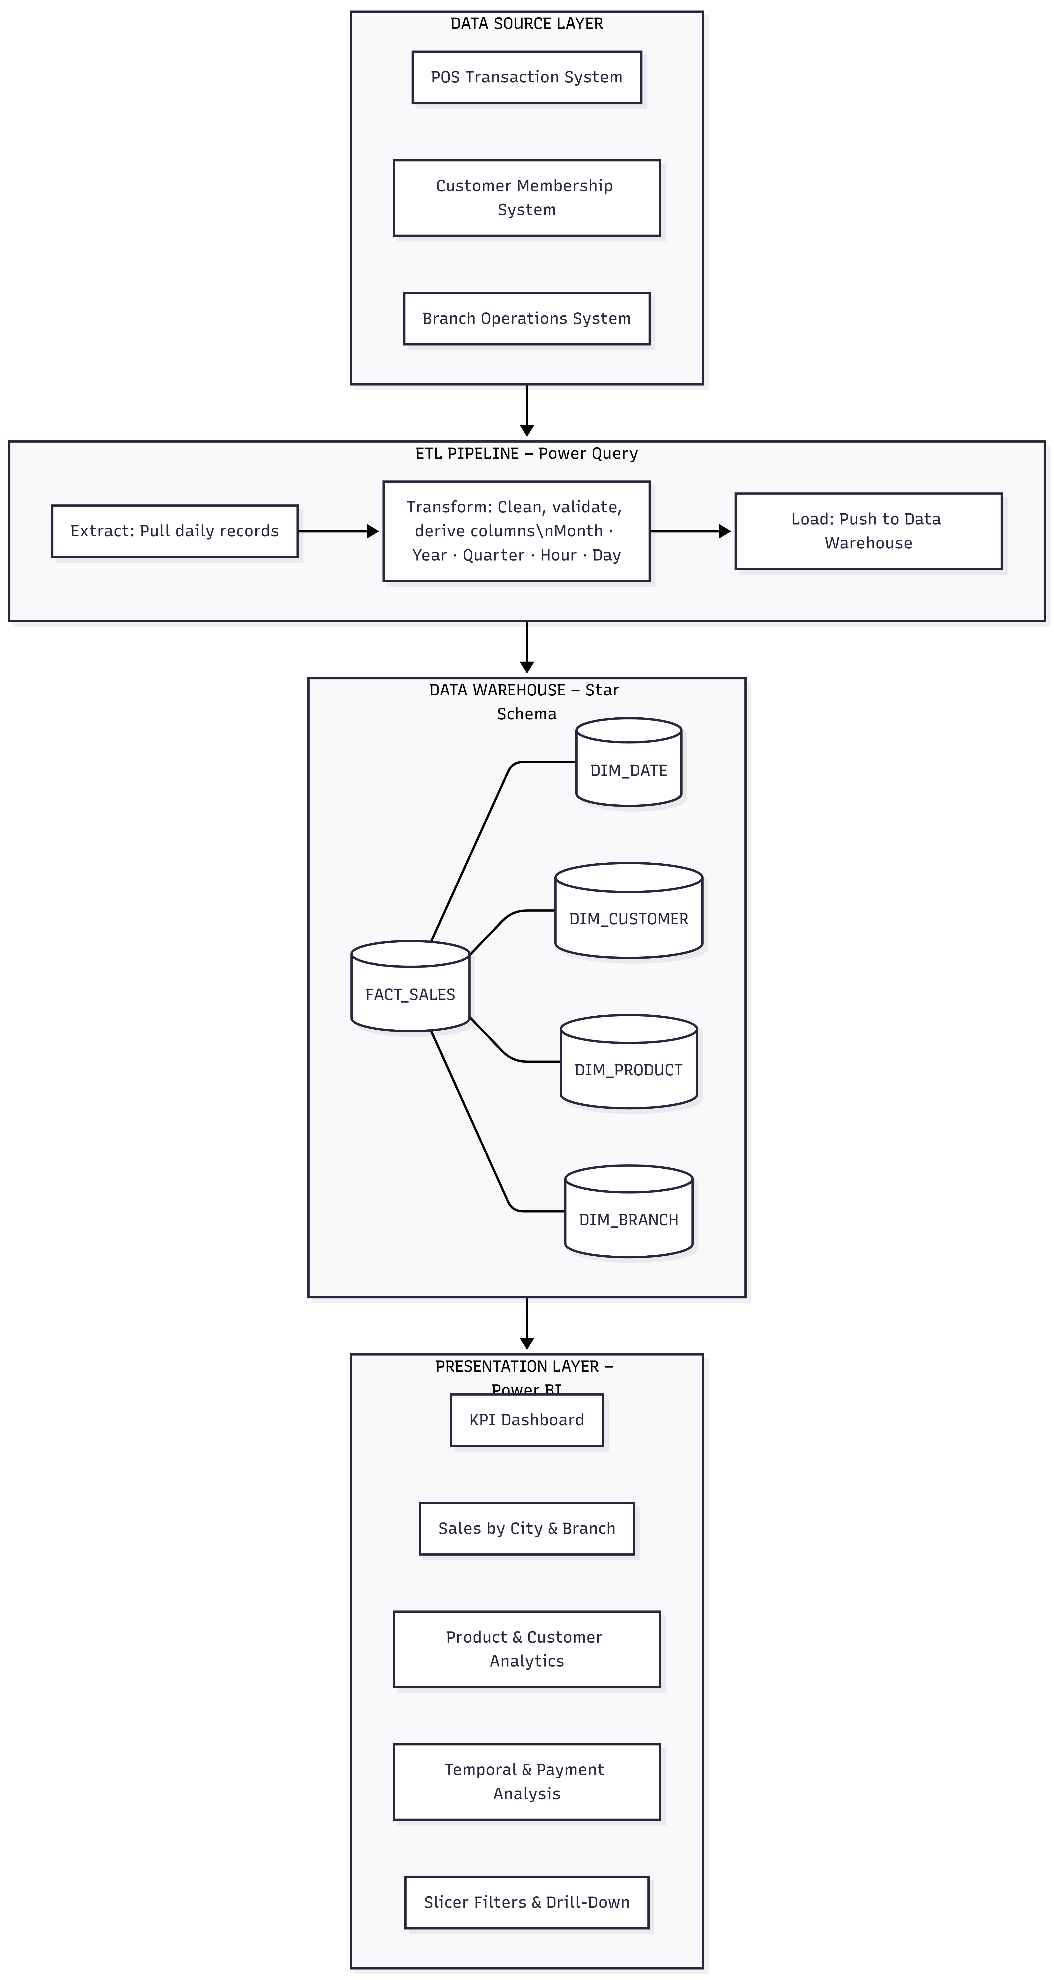 DATA SOURCE LAYER
POS Transaction System
Customer Membership
System
Branch Operations System
ETL PIPELINE – Power Query
Extract: Pull daily records
Transform: Clean, validate,
derive columns\nMonth ·
Year · Quarter · Hour · Day
Load: Push to Data
Warehouse
DATA WAREHOUSE – Star
Schema
DIM_DATE
DIM_CUSTOMER
FACT_SALES
DIM_PRODUCT
DIM_BRANCH
PRESENTATION LAYER –
Power BI
KPI Dashboard
Sales by City & Branch
Product & Customer
Analytics
Temporal & Payment
Analysis
Slicer Filters & Drill-Down